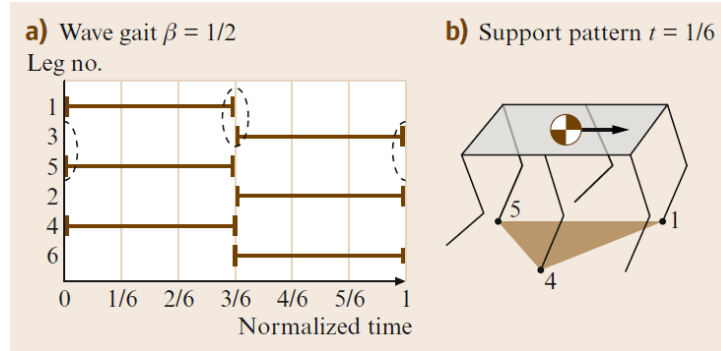 a) Wave gait β = 1/2
Leg no.
1
3
5
2
4
6
0 1/6 2/6 3/6 4/6 5/6 1
Normalized time
b) Support pattern t = 1/6
5
1
4